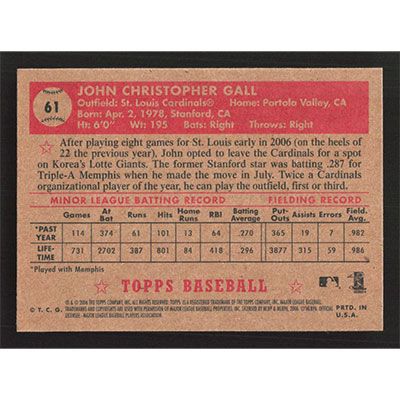 61
JOHN CHRISTOPHER GALL
Outfield: St. Louis Cardinals® Home: Portola Valley, CA
Born: Apr. 2, 1978, Stanford, CA
Ht: 6'0" Wt: 195 Bats: Right Throws: Right
After playing eight games for St. Louis early in 2006 (on the heels of
22 the previous year), John opted to leave the Cardinals for a spot
on Korea's Lotte Giants. The former Stanford star was batting .287 for
Triple-A Memphis when he made the move in July. Twice a Cardinals
organizational player of the year, he can play the outfield, first or third.
MINOR LEAGUE BATTING RECORD FIELDING RECORD
Games At Bat Runs Hits Home Runs RBI Batting Average Put-Outs Assists Errors Field. Avg.
*PAST YEAR 114 374 43 101 13 64 .270 365 19 7 .982
LIFE-TIME 731 2702 387 801 84 418 .296 3877 265 58 .986
*Played with Memphis
TOPPS BASEBALL
© T. C. G.
PRTD. IN
U.S.A.